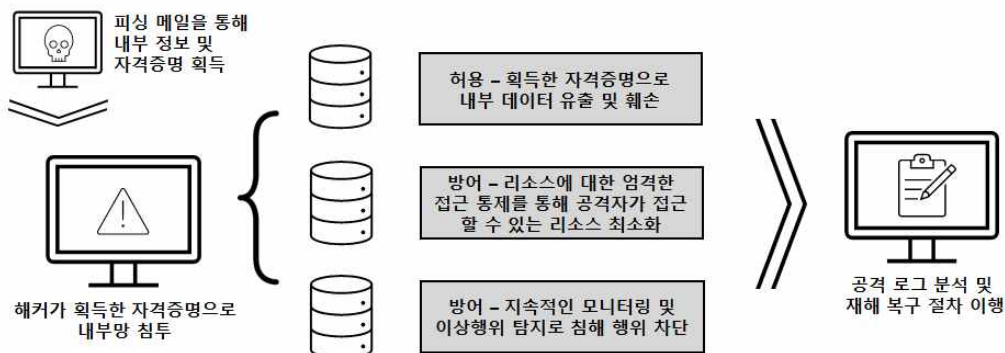 피싱 메일을 통해
내부 정보 및
자격증명 획득
해커가 획득한 자격증명으로
내부망 침투
허용 – 획득한 자격증명으로
내부 데이터 유출 및 훼손
방어 – 리소스에 대한 엄격한
접근 통제를 통해 공격자가 접근
할 수 있는 리소스 최소화
방어 – 지속적인 모니터링 및
이상행위 탐지로 침해 행위 차단
공격 로그 분석 및
재해 복구 절차 이행